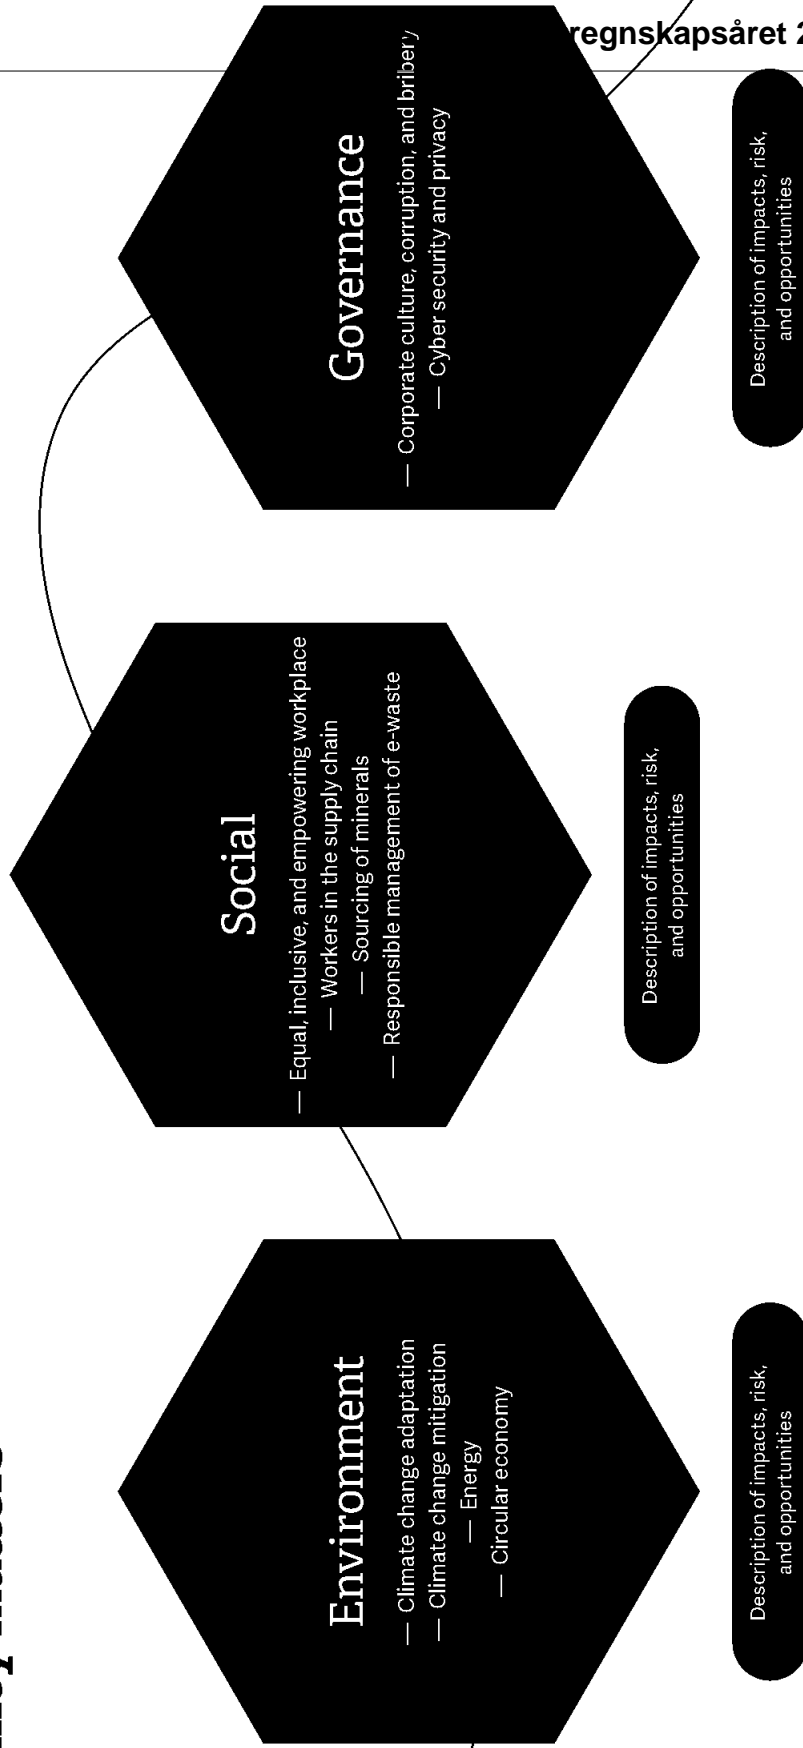 regnskapsåret 2
Environment
— Climate change adaptation
— Climate change mitigation
— Energy
— Circular economy
Description of impacts, risk,
and opportunities
Social
— Equal, inclusive, and empowering workplace
— Workers in the supply chain
— Sourcing of minerals
— Responsible management of e-waste
Description of impacts, risk,
and opportunities
Governance
— Corporate culture, corruption, and bribery
— Cyber security and privacy
Description of impacts, risk,
and opportunities